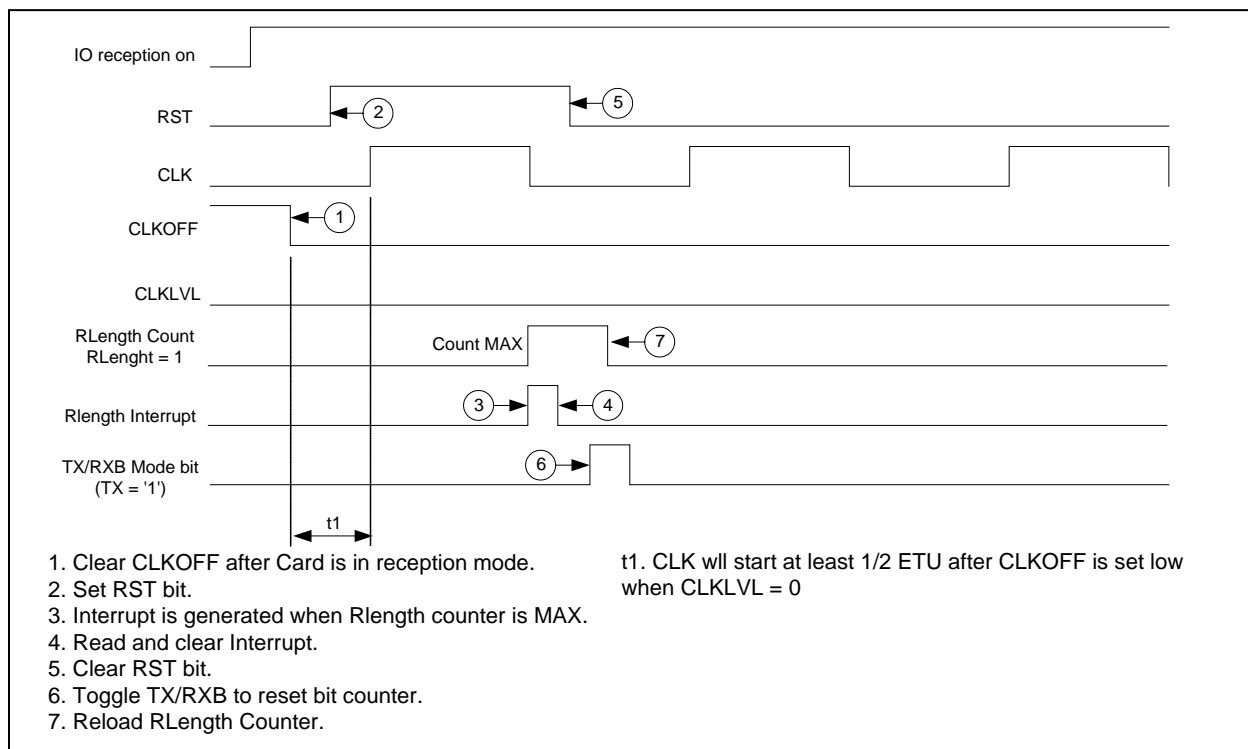 IO reception on
RST
2
5
CLK
CLKOFF
1
CLKLVL
RLength Count
RLenght = 1
Count MAX
7
Rlength Interrupt
3
4
TX/RXB Mode bit
(TX = '1')
6
t1
1. Clear CLKOFF after Card is in reception mode.
2. Set RST bit.
3. Interrupt is generated when Rlength counter is MAX.
4. Read and clear Interrupt.
5. Clear RST bit.
6. Toggle TX/RXB to reset bit counter.
7. Reload RLength Counter.
t1. CLK wll start at least 1/2 ETU after CLKOFF is set low
when CLKLVL = 0